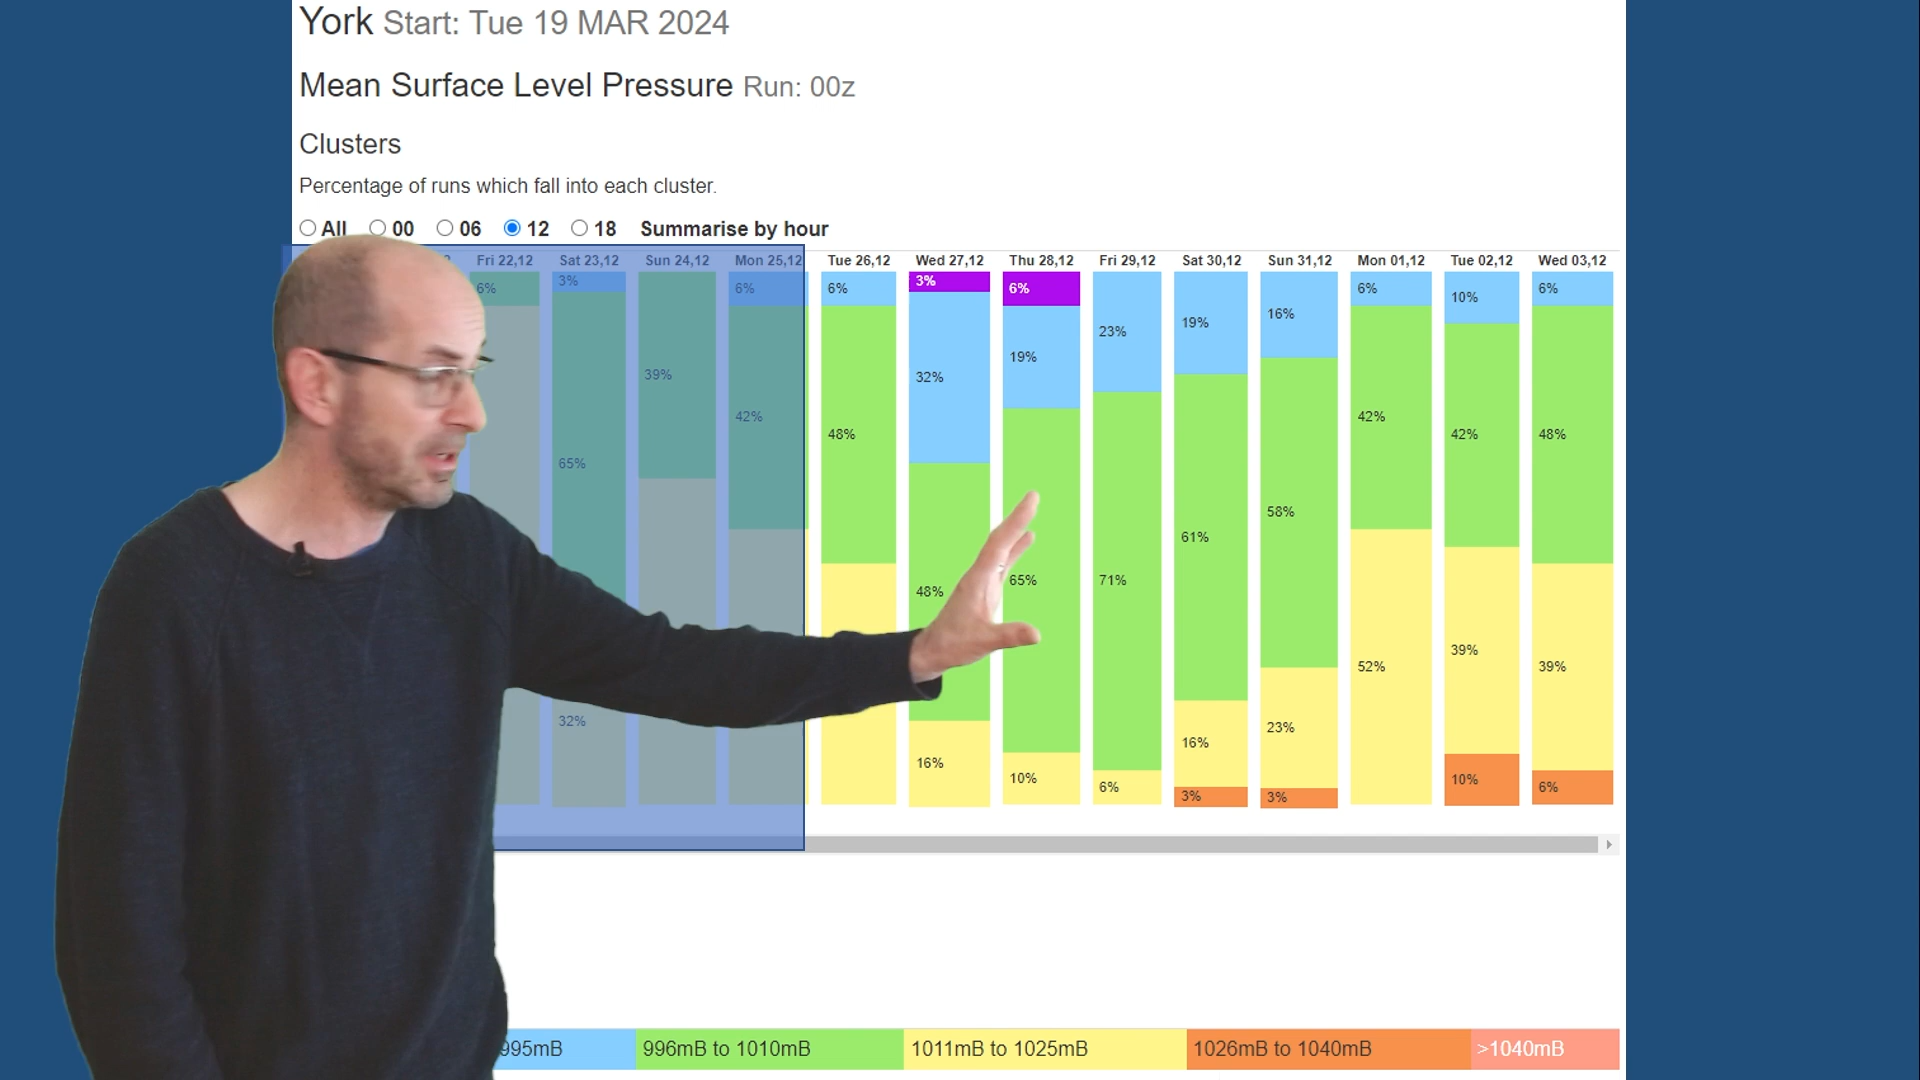 York Start: Tue 19 MAR 2024
Mean Surface Level Pressure Run: 00z
Clusters
Percentage of runs which fall into each cluster.
All 00 06 12 18 Summarise by hour
2 Fri 22,12 Sat 23,12 Sun 24,12 Mon 25,12 Tue 26,12 Wed 27,12 Thu 28,12 Fri 29,12 Sat 30,12 Sun 31,12 Mon 01,12 Tue 02,12 Wed 03,12
6% 3% 6% 6% 3% 6% 6% 10% 6%
23% 19% 16%
39% 32% 19%
42% 48% 42% 42% 48%
65% 61% 58%
48% 65% 71%
52% 39% 39%
32% 16% 10% 6% 16% 23% 10% 6%
3% 3%
995mB 996mB to 1010mB 1011mB to 1025mB 1026mB to 1040mB >1040mB